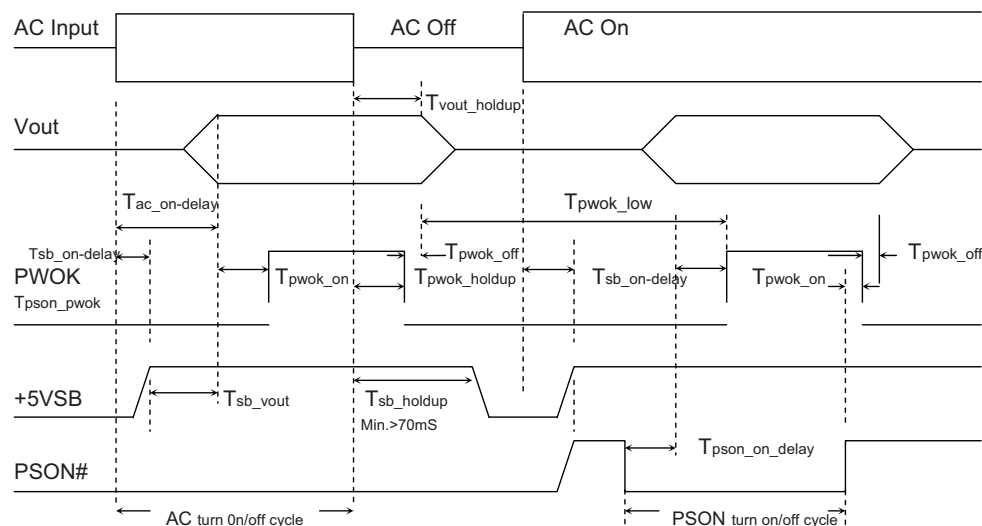 AC Input
AC Off
AC On
Tvout_holdup
Vout
Tac_on-delay
Tpwok_low
Tsb_on-delay
Tpwok_off
Tpwok_off
PWOK
Tpwok_on
Tpwok_holdup
Tsb_on-delay
Tpwok_on
Tpson_pwok
+5VSB
Tsb_vout
Tsb_holdup
Min.>70mS
Tpson_on_delay
PSON#
AC turn 0n/off cycle
PSON turn on/off cycle